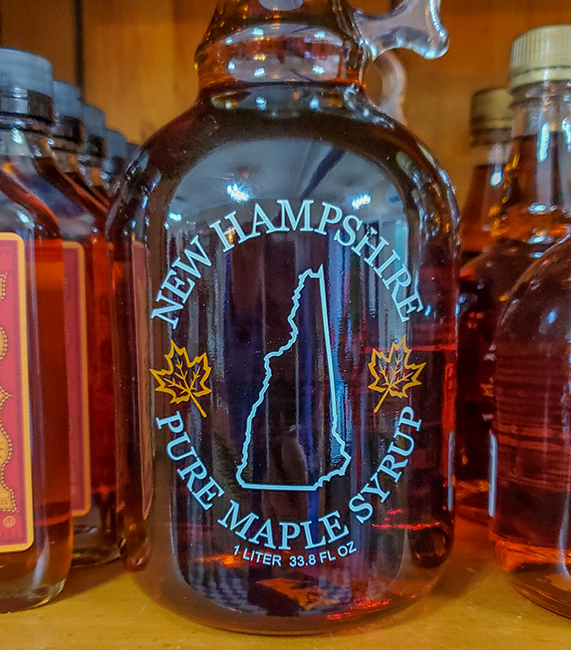 NEW HAMPSHIRE
PURE MAPLE SYRUP
1 LITER 33.8 FL OZ